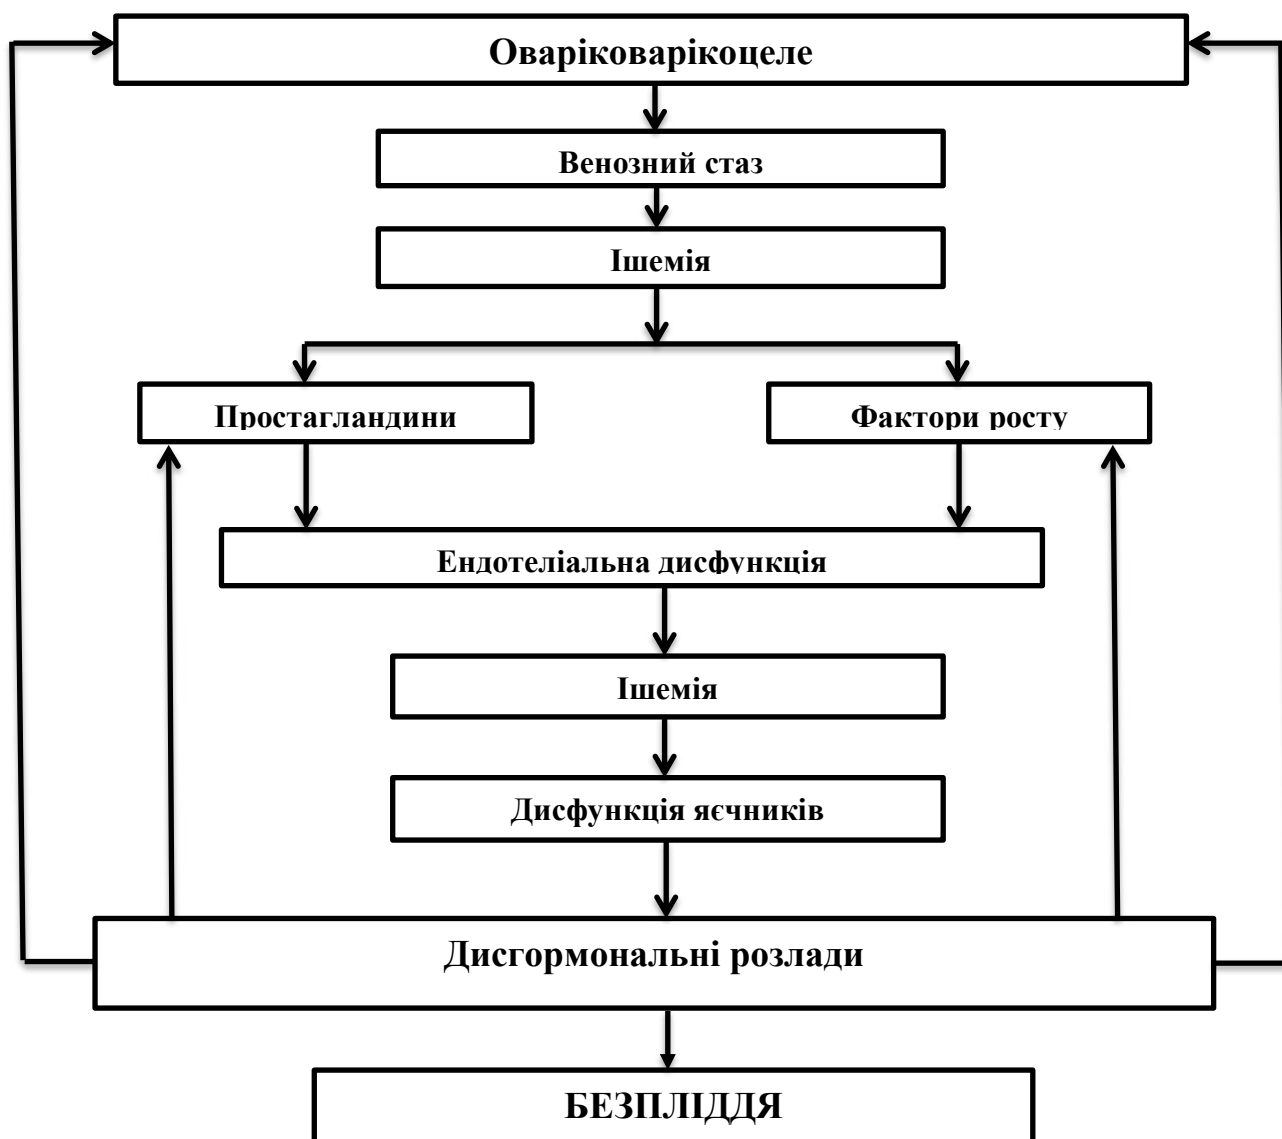 Оваріковарікоцеле
Венозний стаз
Ішемія
Простагландини
Фактори росту
Ендотеліальна дисфункція
Ішемія
Дисфункція яєчників
Дисгормональні розлади
БЕЗПЛІДДЯ